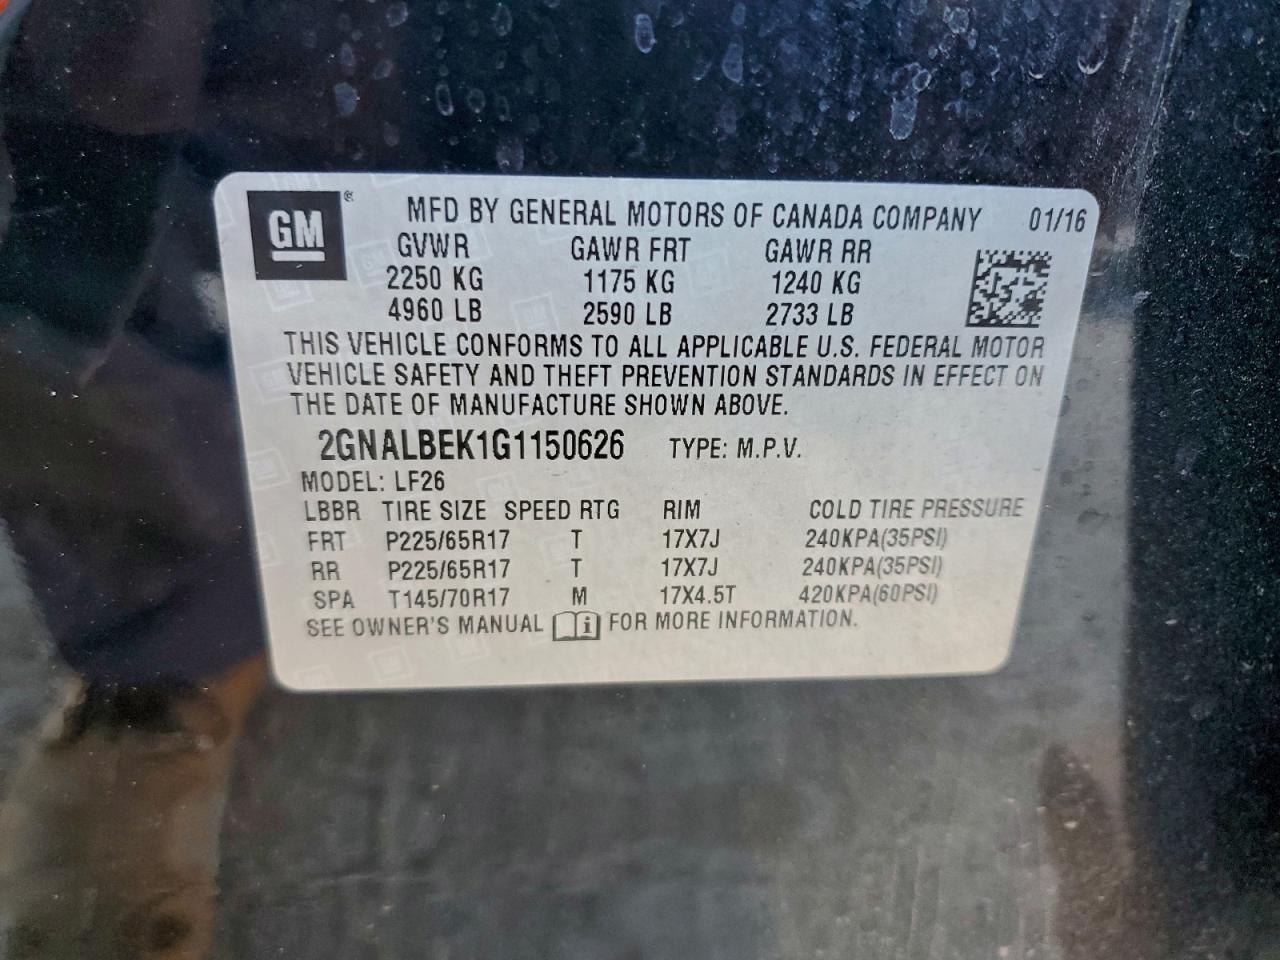 GM ® MFD BY GENERAL MOTORS OF CANADA COMPANY 01/16
GVWR GAWR FRT GAWR RR
2250 KG 1175 KG 1240 KG
4960 LB 2590 LB 2733 LB
THIS VEHICLE CONFORMS TO ALL APPLICABLE U.S. FEDERAL MOTOR
VEHICLE SAFETY AND THEFT PREVENTION STANDARDS IN EFFECT ON
THE DATE OF MANUFACTURE SHOWN ABOVE.
2GNALBEK1G1150626 TYPE: M.P.V.
MODEL: LF26
LBBR TIRE SIZE SPEED RTG RIM COLD TIRE PRESSURE
FRT P225/65R17 T 17X7J 240KPA(35PSI)
RR P225/65R17 T 17X7J 240KPA(35PSI)
SPA T145/70R17 M 17X4.5T 420KPA(60PSI)
SEE OWNER'S MANUAL i FOR MORE INFORMATION.